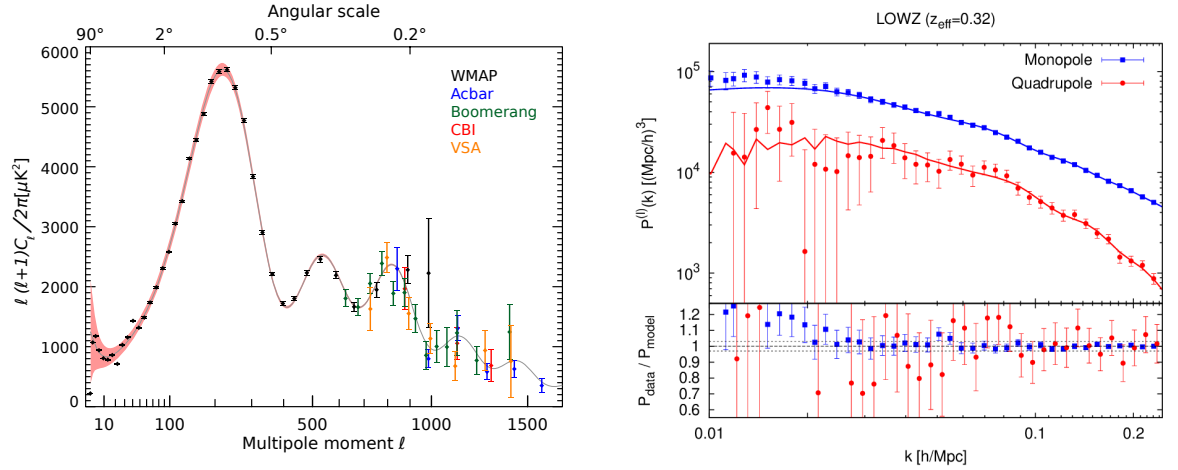 Angular scale
90° 2° 0.5° 0.2°
6000
5000
4000
3000
2000
1000
0
ℓ (ℓ+1)Cℓ/2π[μK²]
WMAP
Acbar
Boomerang
CBI
VSA
10 100 500 1000 1500
Multipole moment ℓ
LOWZ (z_eff=0.32)
Monopole
Quadrupole
10⁵
10⁴
10³
P⁽ˡ⁾(k) [(Mpc/h)³]
1.2
1.1
1
0.9
0.8
0.7
0.6
P_data / P_model
0.01 0.1 0.2
k [h/Mpc]